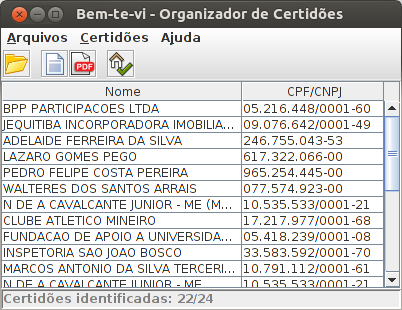 Bem-te-vi - Organizador de Certidões
Arquivos Certidões Ajuda
PDF
Nome CPF/CNPJ
BPP PARTICIPACOES LTDA 05.216.448/0001-60
JEQUITIBA INCORPORADORA IMOBILIA... 09.076.642/0001-49
ADELAIDE FERREIRA DA SILVA 246.755.043-53
LAZARO GOMES PEGO 617.322.066-00
PEDRO FELIPE COSTA PEREIRA 965.254.445-00
WALTERES DOS SANTOS ARRAIS 077.574.923-00
N DE A CAVALCANTE JUNIOR - ME (M... 10.535.533/0001-21
CLUBE ATLETICO MINEIRO 17.217.977/0001-68
FUNDACAO DE APOIO A UNIVERSIDA... 05.418.239/0001-08
INSPETORIA SAO JOAO BOSCO 33.583.592/0001-70
MARCOS ANTONIO DA SILVA TERCERI... 10.791.112/0001-61
N DE A CAVALCANTE JUNIOR - ME 10.535.533/0001-21
Certidões identificadas: 22/24